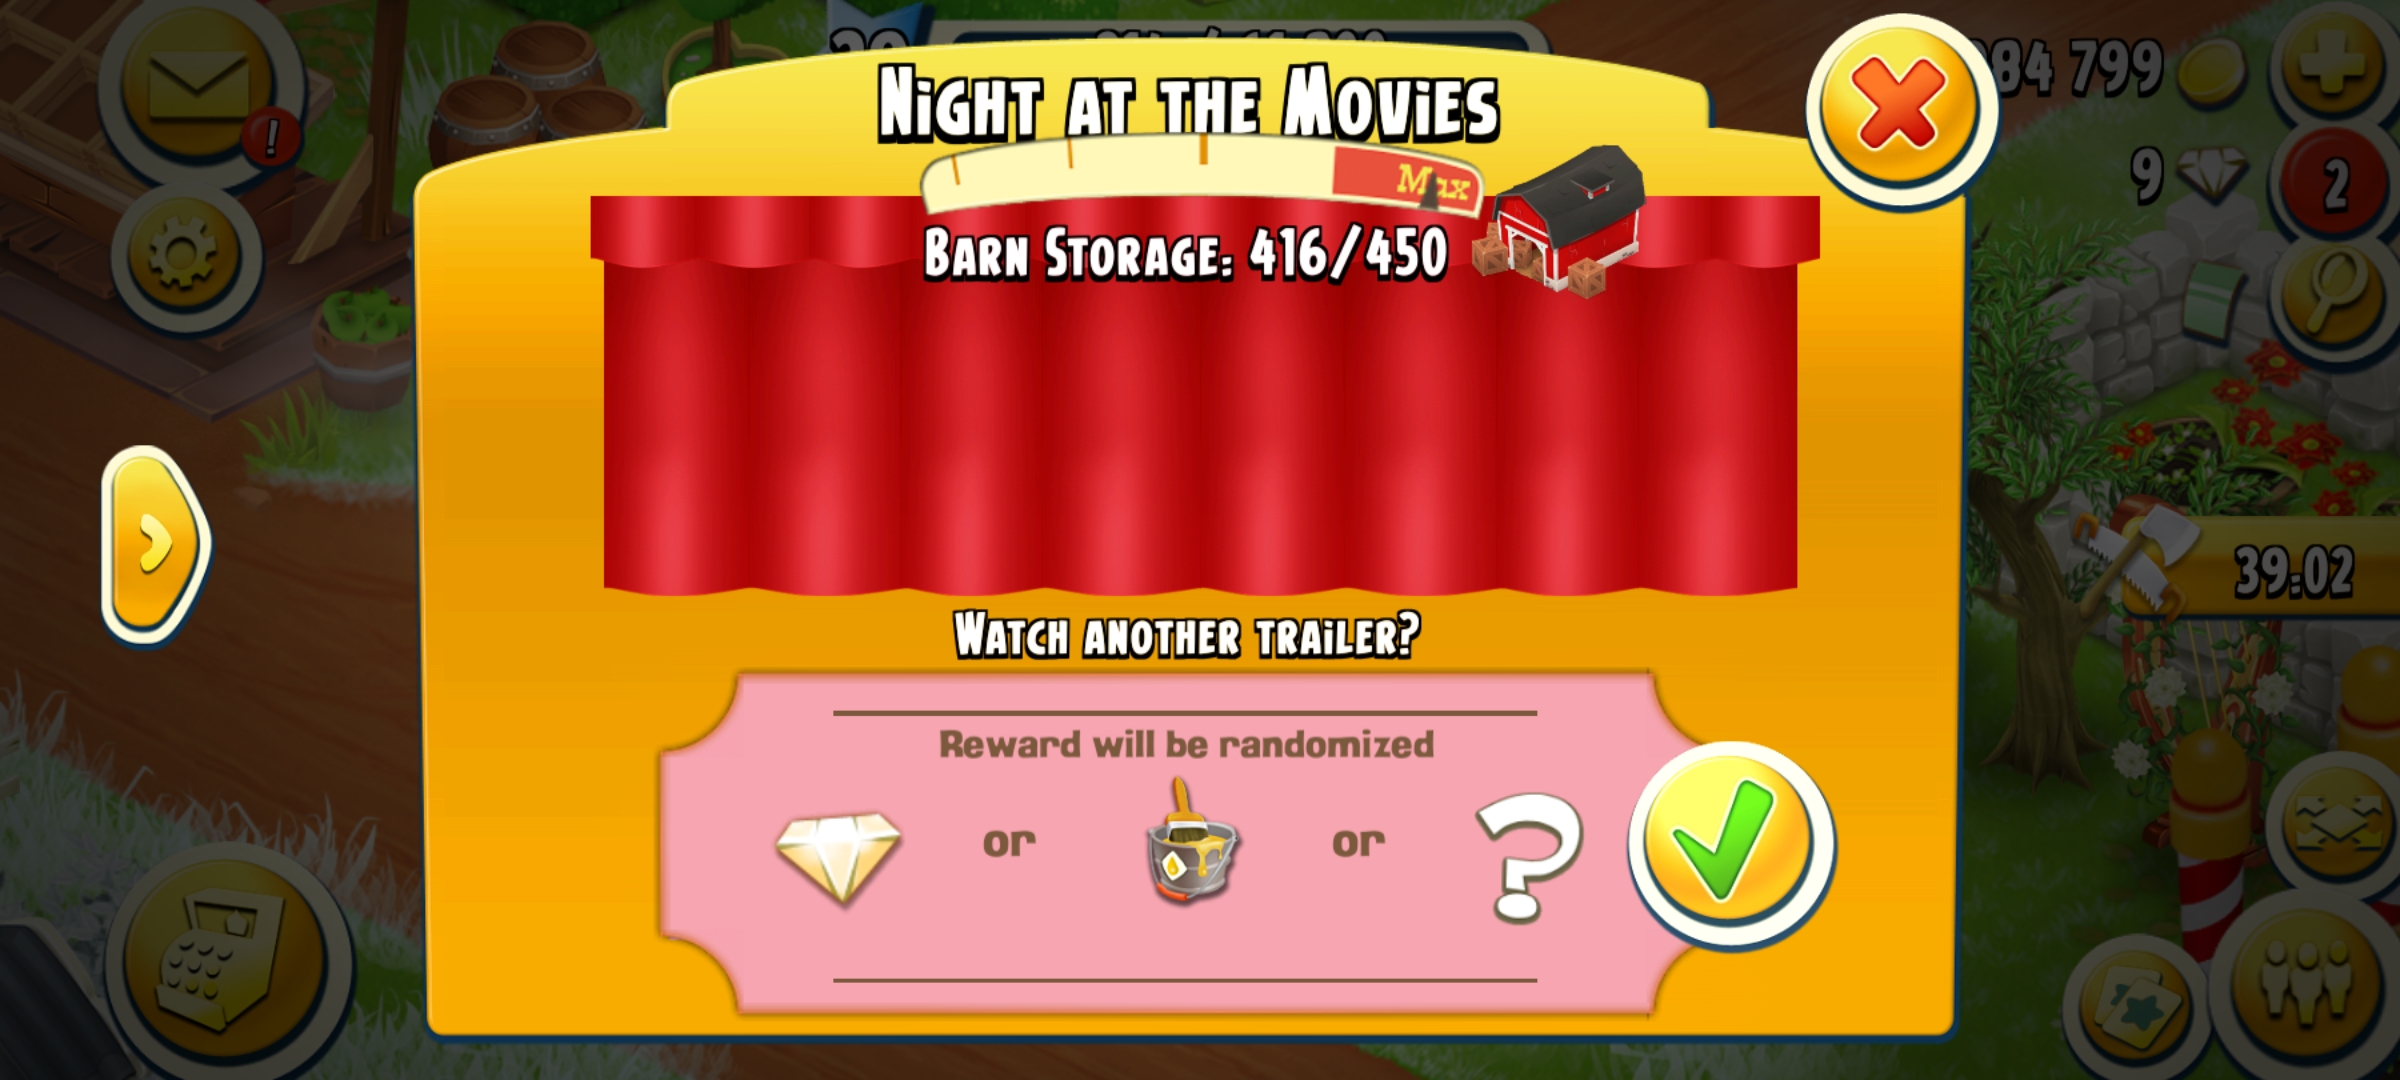 NiGHT AT THE MOViES
84 799
Max
9
2
BARN STORAGE: 416/450
39:02
WATCH ANOTHER TRAiLER?
Reward will be randomized
or
or
?
!